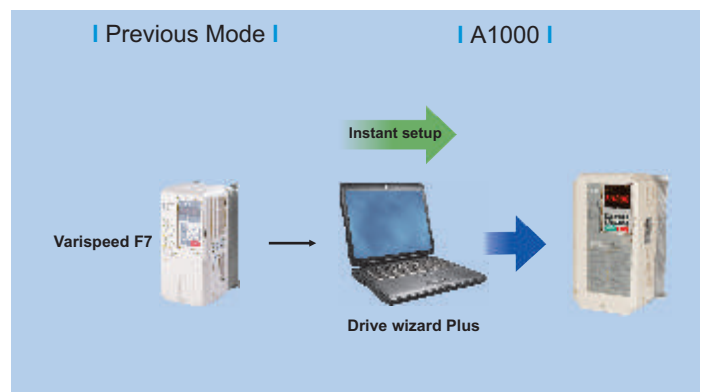 Previous Mode
A1000
Instant setup
Varispeed F7
Drive wizard Plus